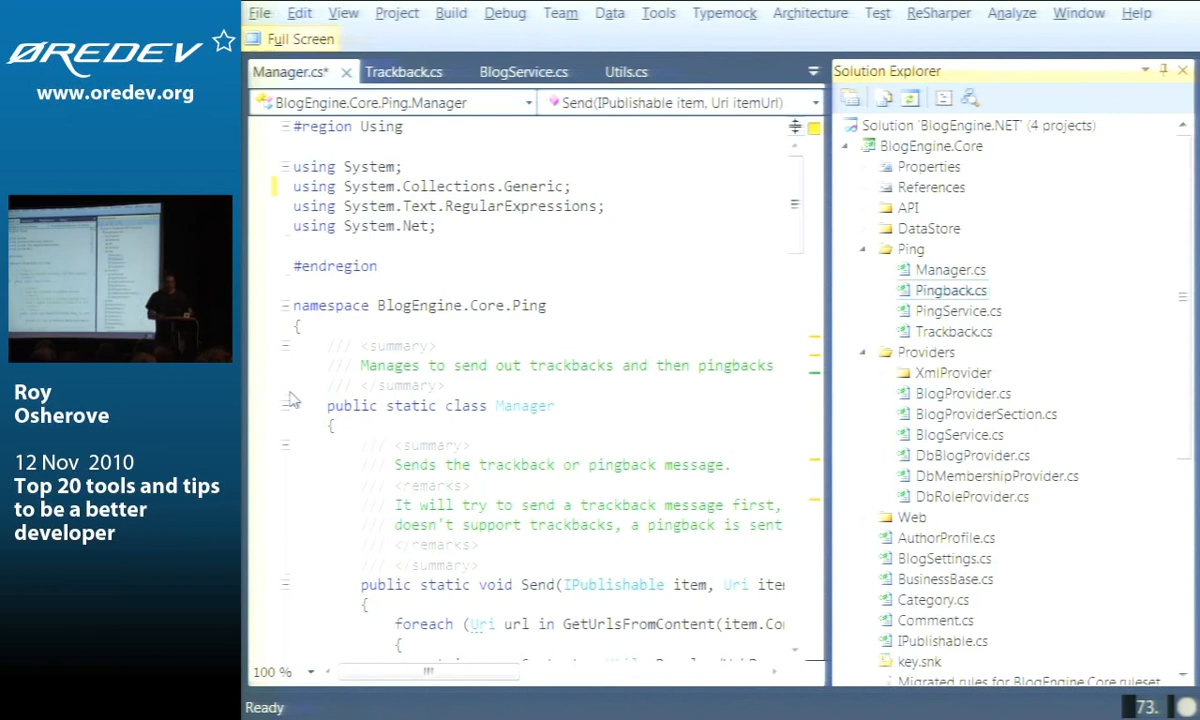 ØREDEV
www.oredev.org
Roy
Osherove
12 Nov 2010
Top 20 tools and tips
to be a better
developer
File Edit View Project Build Debug Team Data Tools Typemock Architecture Test ReSharper Analyze Window Help
Full Screen
Manager.cs* Trackback.cs BlogService.cs Utils.cs
BlogEngine.Core.Ping.Manager Send(IPublishable item, Uri itemUrl)
#region Using
using System;
using System.Collections.Generic;
using System.Text.RegularExpressions;
using System.Net;
#endregion
namespace BlogEngine.Core.Ping
{
/// <summary>
/// Manages to send out trackbacks and then pingbacks
/// </summary>
public static class Manager
{
/// <summary>
/// Sends the trackback or pingback message.
/// <remarks>
/// It will try to send a trackback message first,
/// doesn't support trackbacks, a pingback is sent
/// </remarks>
/// </summary>
public static void Send(IPublishable item, Uri iter
{
foreach (Uri url in GetUrlsFromContent(item.Cor
{
100 %
Solution Explorer
Solution 'BlogEngine.NET' (4 projects)
BlogEngine.Core
Properties
References
API
DataStore
Ping
Manager.cs
Pingback.cs
PingService.cs
Trackback.cs
Providers
XmlProvider
BlogProvider.cs
BlogProviderSection.cs
BlogService.cs
DbBlogProvider.cs
DbMembershipProvider.cs
DbRoleProvider.cs
Web
AuthorProfile.cs
BlogSettings.cs
BusinessBase.cs
Category.cs
Comment.cs
IPublishable.cs
key.snk
Migrated rules for BlogEngine.Core.ruleset
Ready
73.